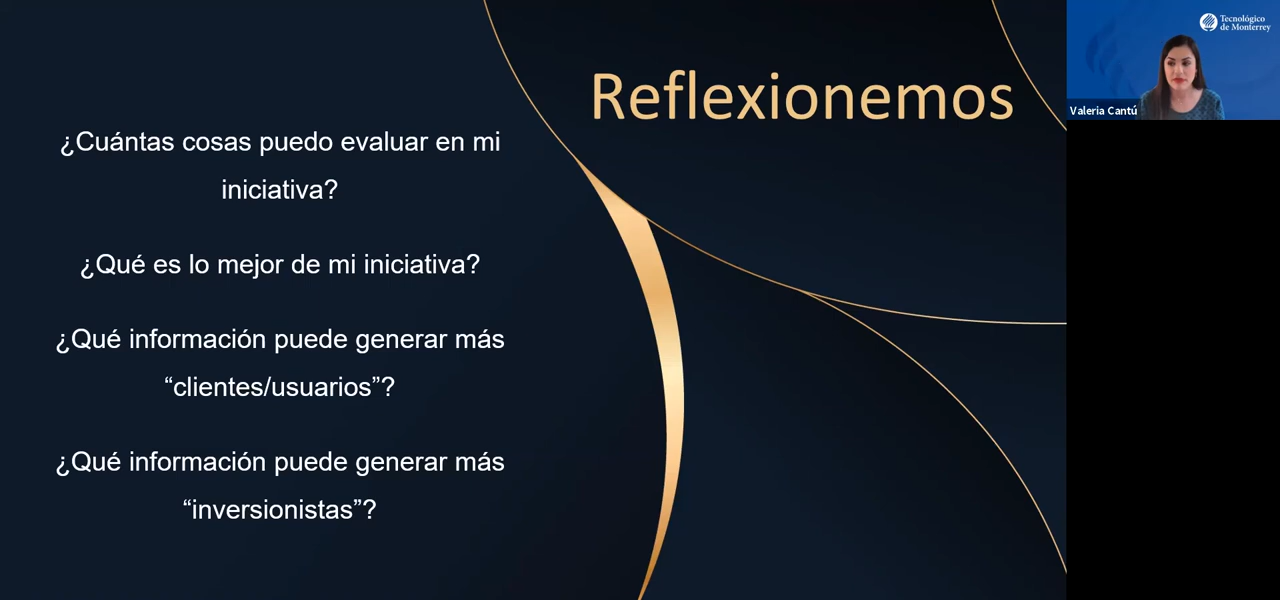 Reflexionemos
¿Cuántas cosas puedo evaluar en mi
iniciativa?
¿Qué es lo mejor de mi iniciativa?
¿Qué información puede generar más
“clientes/usuarios”?
¿Qué información puede generar más
“inversionistas”?
Tecnológico
de Monterrey
Valeria Cantú